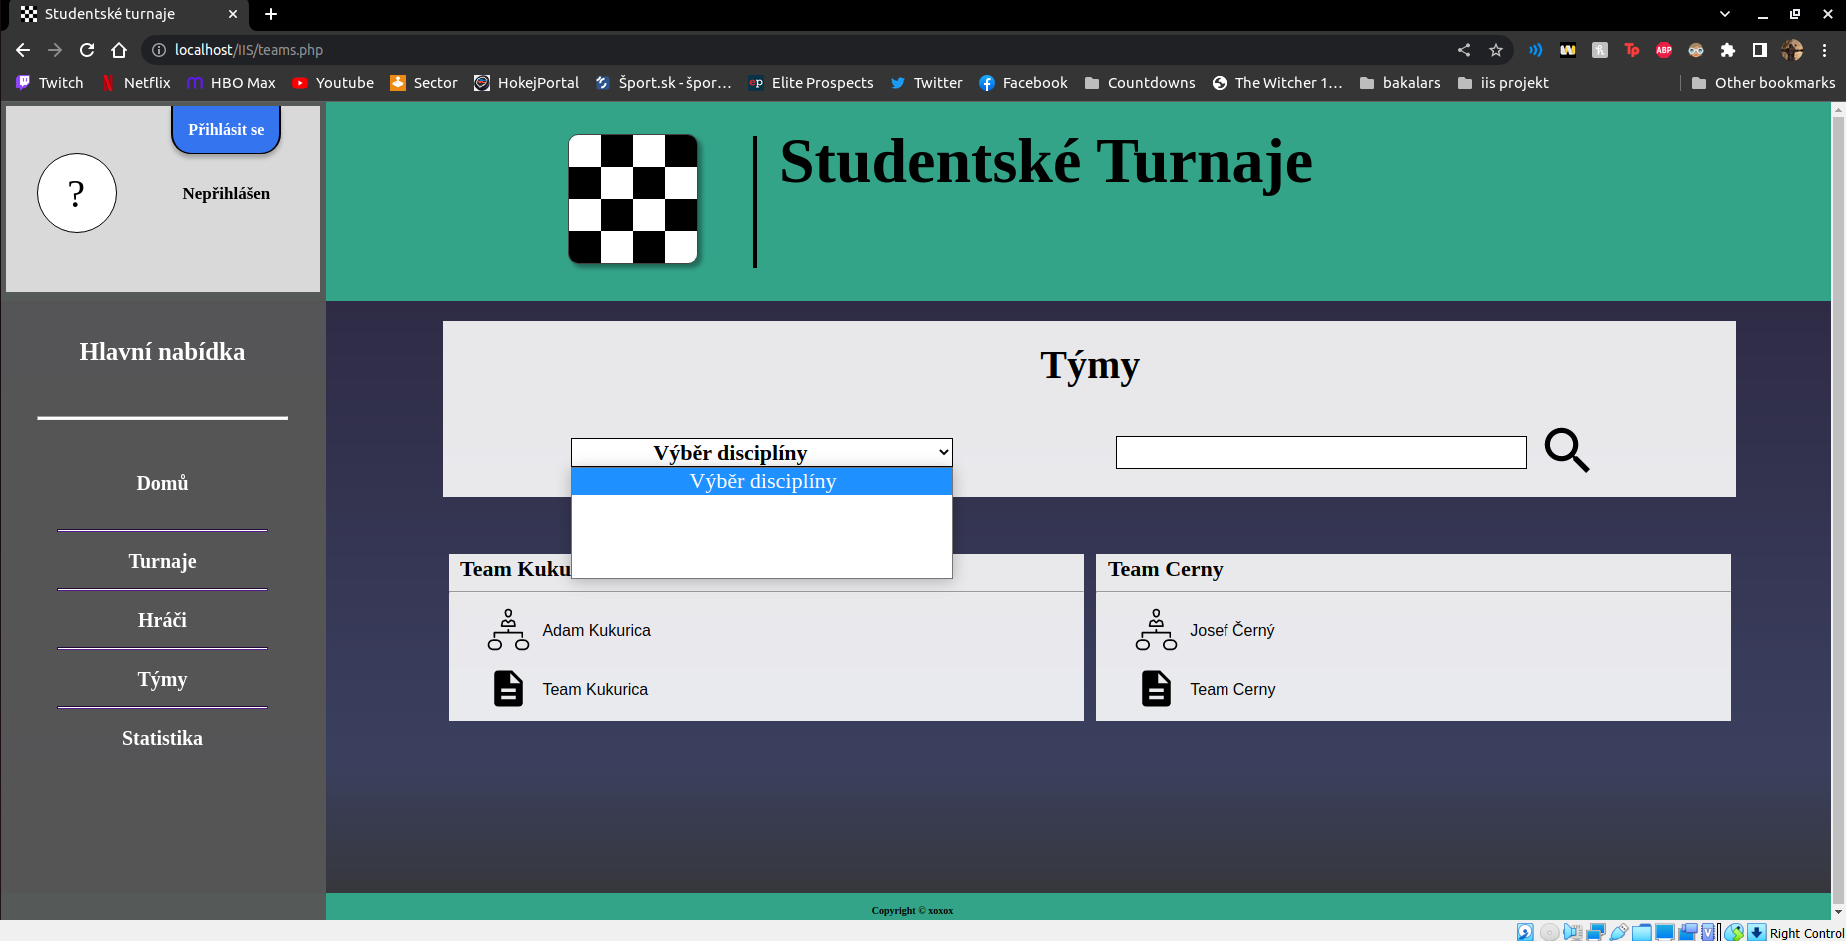 Studentské turnaje
localhost/IIS/teams.php
Twitch Netflix HBO Max Youtube Sector HokejPortal Šport.sk - špor... Elite Prospects Twitter Facebook Countdowns The Witcher 1... bakalars iis projekt Other bookmarks
Přihlásit se
?
Nepřihlášen
Studentské Turnaje
Hlavní nabídka
Domů
Turnaje
Hráči
Týmy
Statistika
Týmy
Výběr disciplíny
Výběr disciplíny
Team Kuku
Adam Kukurica
Team Kukurica
Team Cerny
Josef Černý
Team Cerny
Copyright © xoxox
Right Control